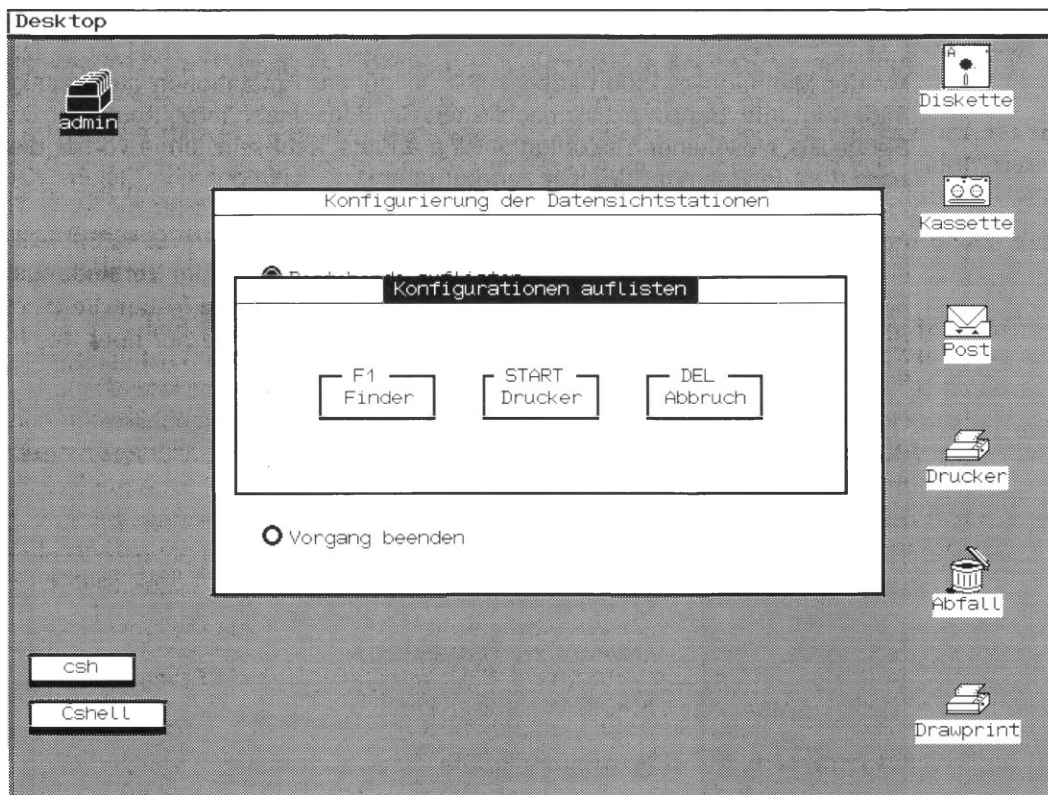 Desktop
admin
A
Diskette
Kassette
Konfigurierung der Datensichtstationen
Konfigurationen auflisten
F1
Finder
START
Drucker
DEL
Abbruch
Vorgang beenden
Post
Drucker
Abfall
Drawprint
csh
Cshell